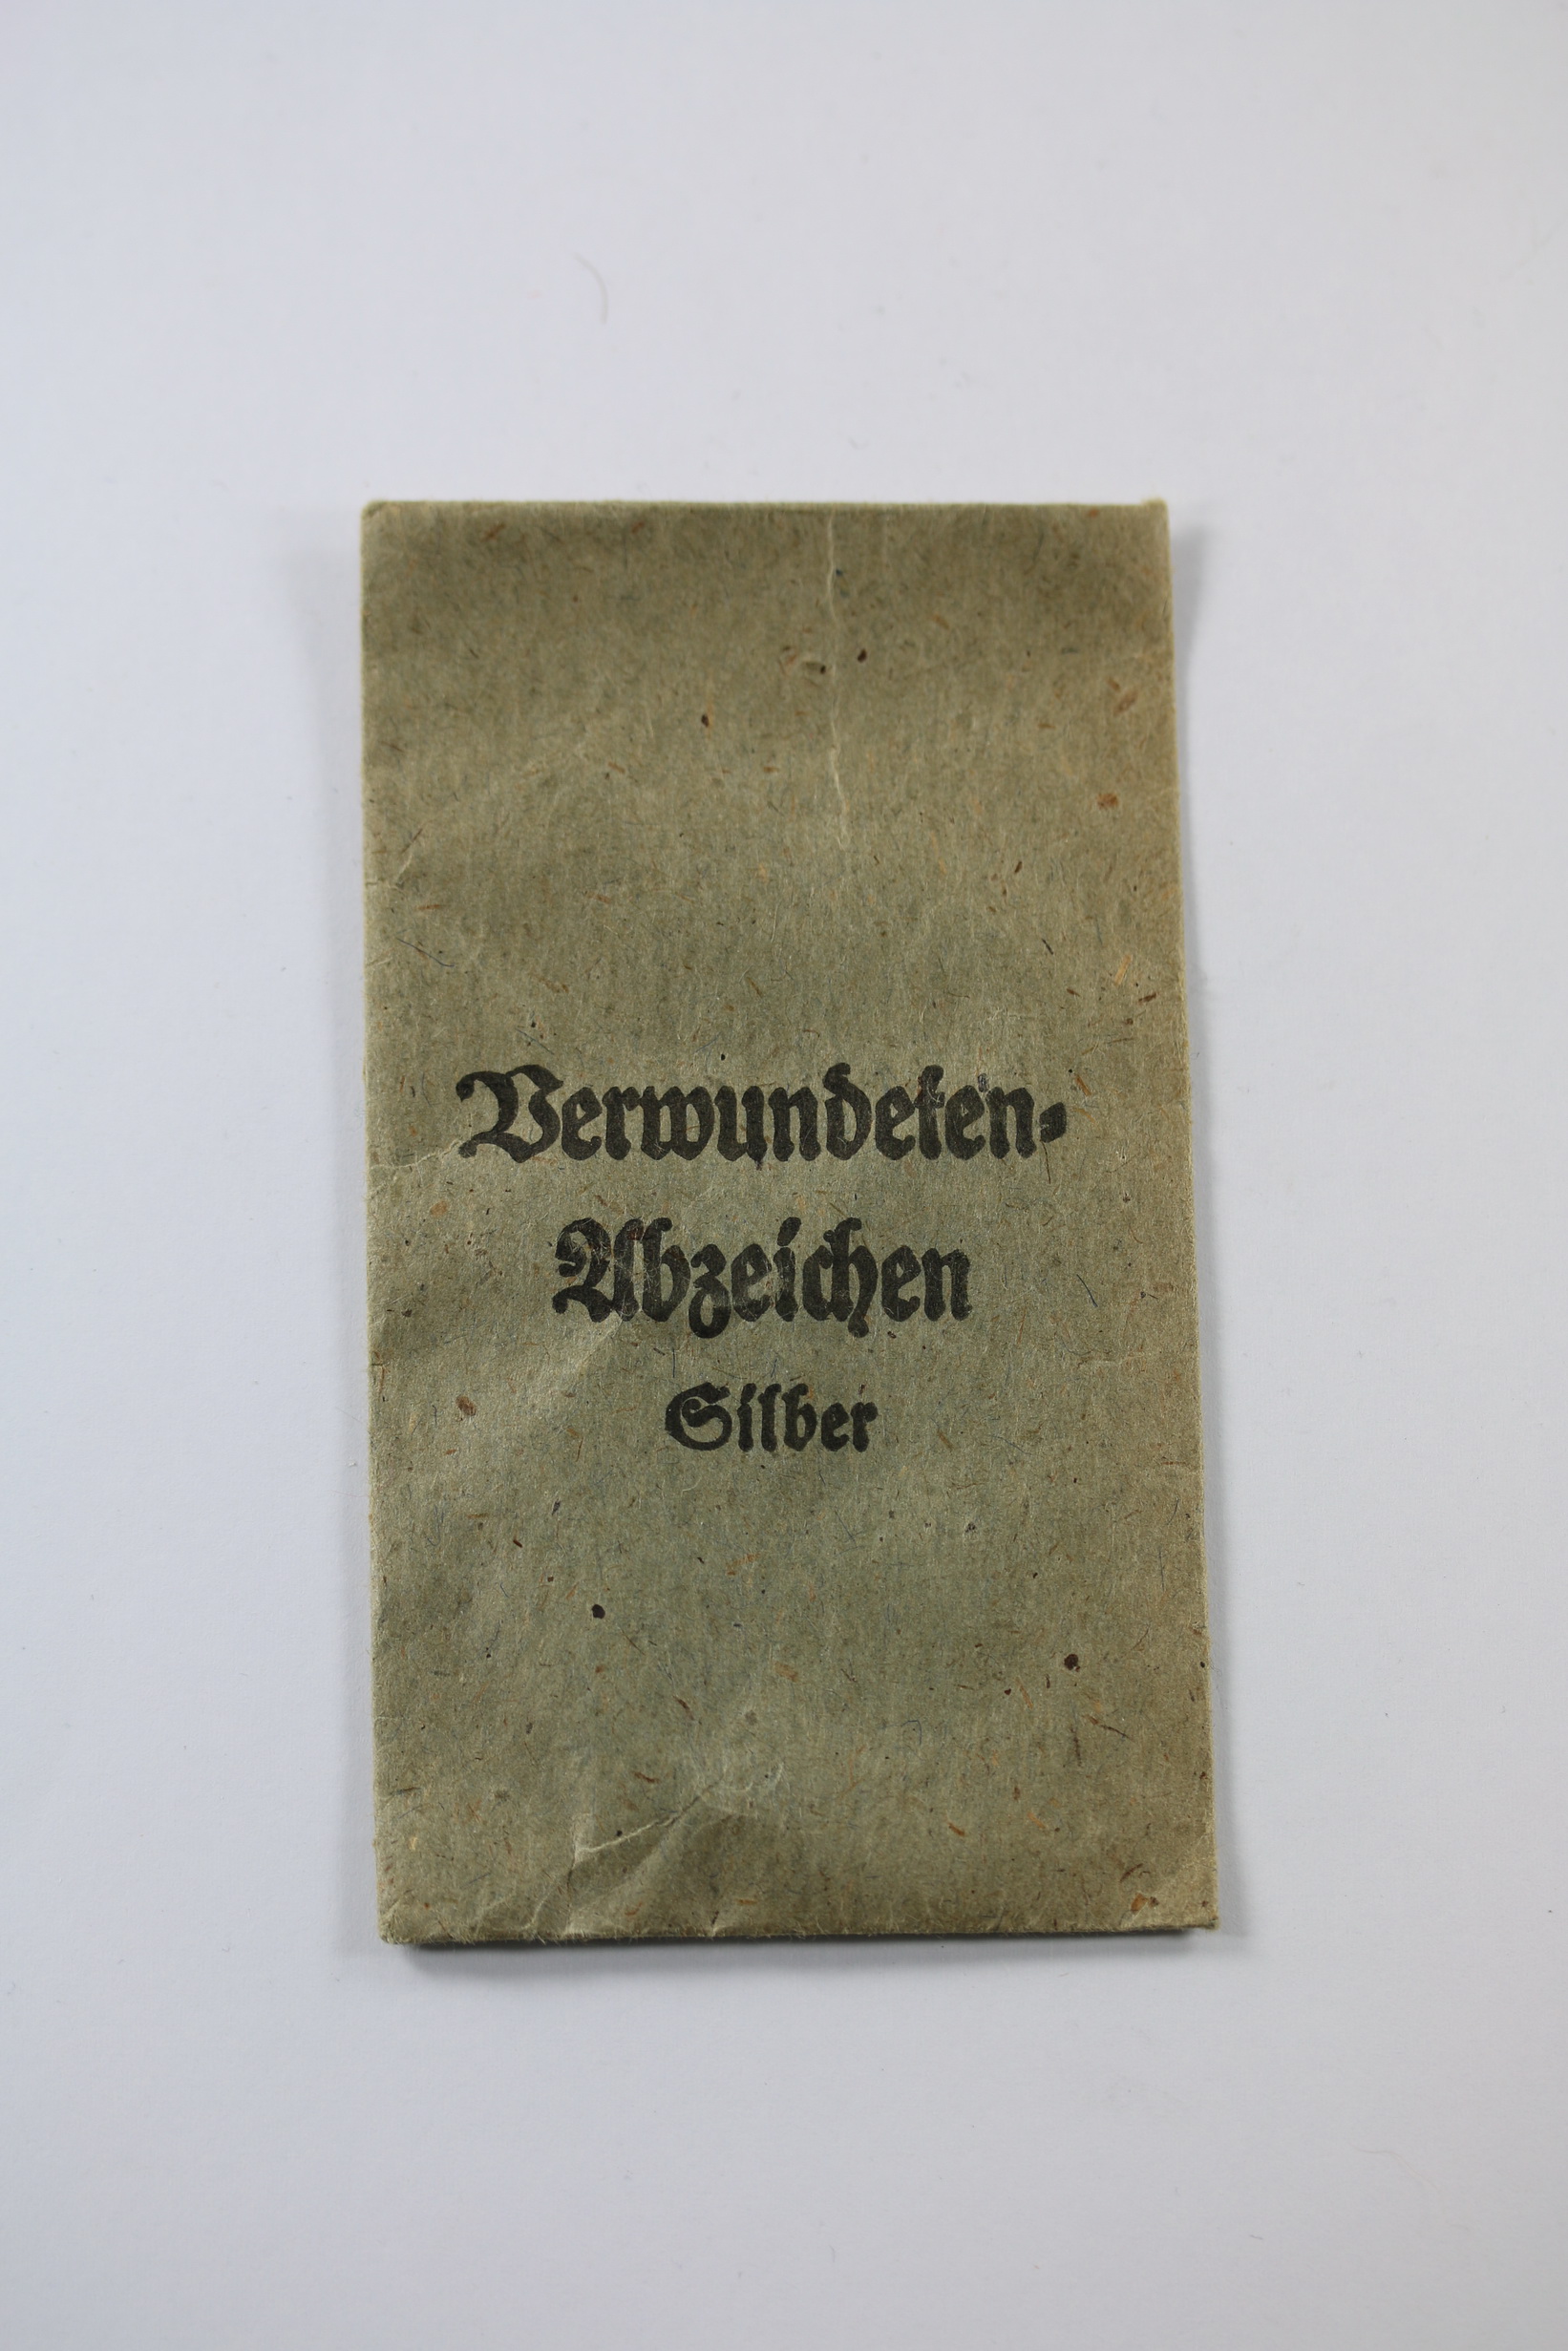 Verwundeten-
Abzeichen
Silber